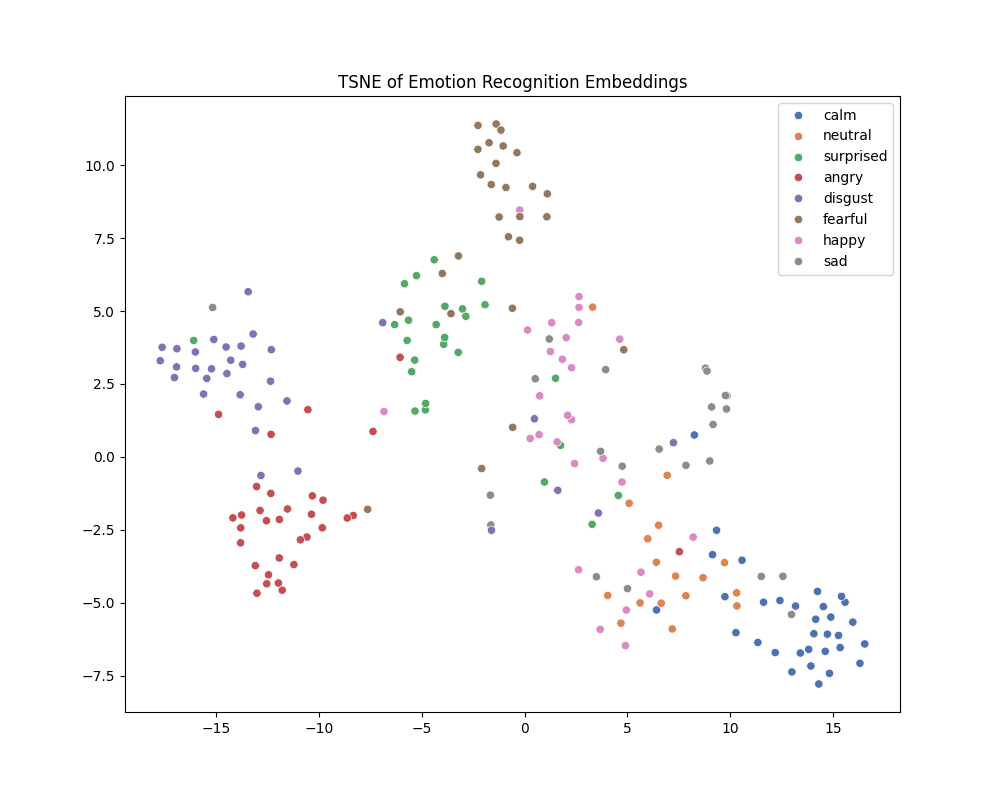 TSNE of Emotion Recognition Embeddings
calm
neutral
surprised
angry
disgust
fearful
happy
sad
10.0
7.5
5.0
2.5
0.0
−2.5
−5.0
−7.5
−15
−10
−5
0
5
10
15